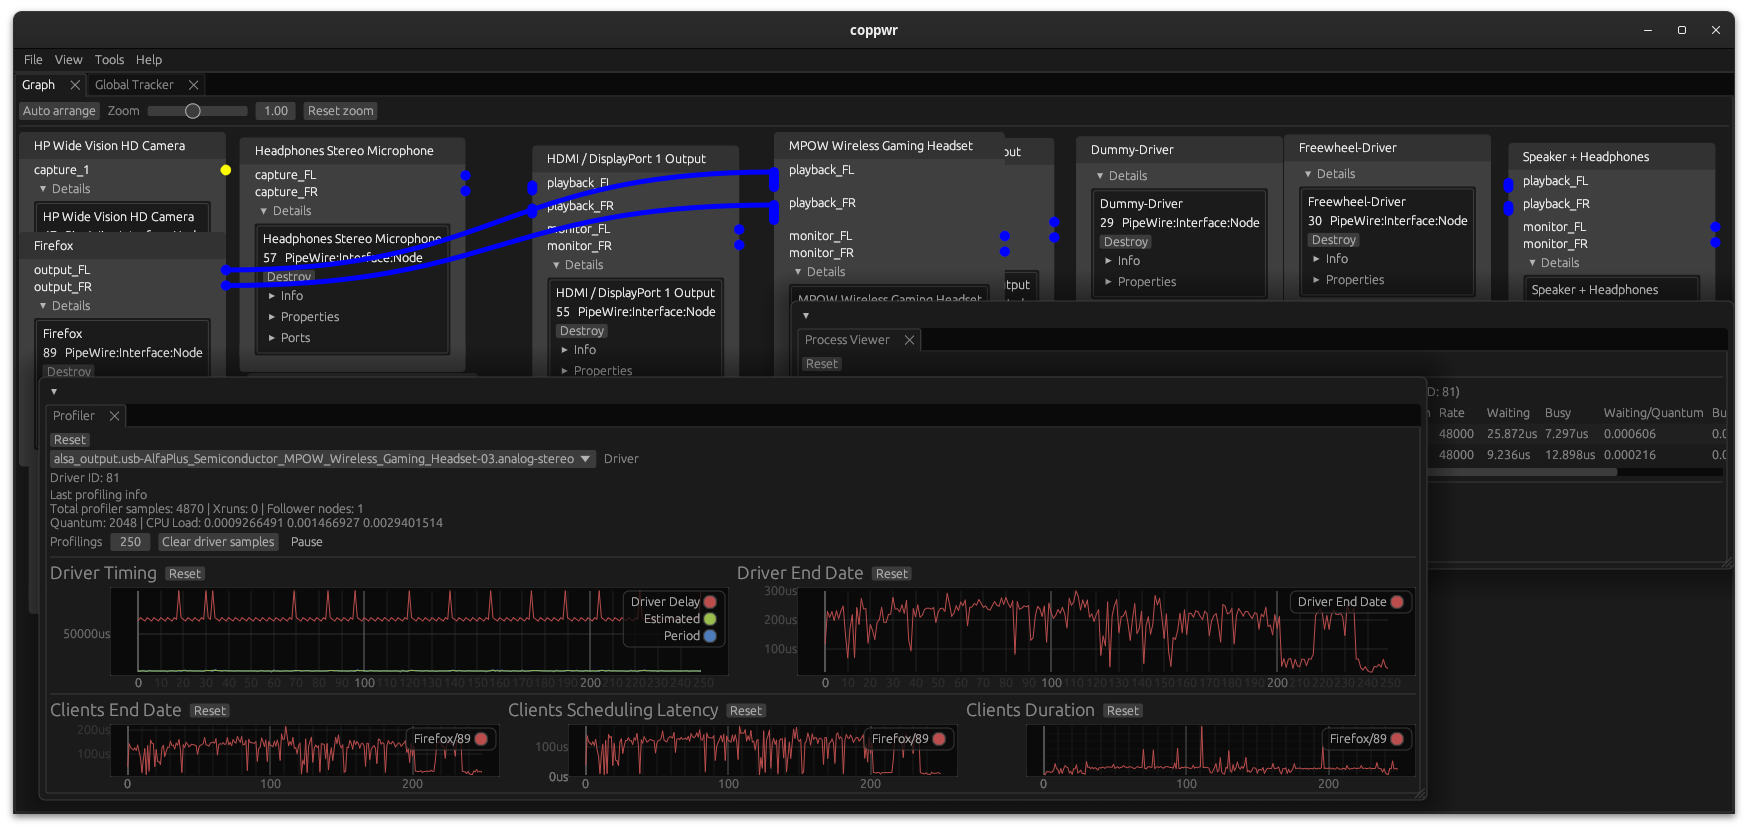 coppwr
File View Tools Help
Graph
Global Tracker
Auto arrange Zoom 1.00 Reset zoom
HP Wide Vision HD Camera
capture_1
Details
HP Wide Vision HD Camera
Firefox
output_FL
output_FR
Details
Firefox
89 PipeWire:Interface:Node
Destroy
Headphones Stereo Microphone
capture_FL
capture_FR
Details
Headphones Stereo Microphone
57 PipeWire:Interface:Node
Destroy
Info
Properties
Ports
HDMI / DisplayPort 1 Output
playback_FL
playback_FR
monitor_FL
monitor_FR
Details
HDMI / DisplayPort 1 Output
55 PipeWire:Interface:Node
Destroy
Info
Properties
MPOW Wireless Gaming Headset
playback_FL
playback_FR
monitor_FL
monitor_FR
Details
MPOW Wireless Gaming Headset
Dummy-Driver
Details
Dummy-Driver
29 PipeWire:Interface:Node
Destroy
Info
Properties
Freewheel-Driver
Details
Freewheel-Driver
30 PipeWire:Interface:Node
Destroy
Info
Properties
Speaker + Headphones
playback_FL
playback_FR
monitor_FL
monitor_FR
Details
Speaker + Headphones
Process Viewer
Reset
ID: 81)
Rate Waiting Busy Waiting/Quantum Bu
48000 25.872us 7.297us 0.000606 0.0
48000 9.236us 12.898us 0.000216 0.0
Profiler
Reset
alsa_output.usb-AlfaPlus_Semiconductor_MPOW_Wireless_Gaming_Headset-03.analog-stereo Driver
Driver ID: 81
Last profiling info
Total profiler samples: 4870 | Xruns: 0 | Follower nodes: 1
Quantum: 2048 | CPU Load: 0.0009266491 0.001466927 0.0029401514
Profilings 250 Clear driver samples Pause
Driver Timing Reset
Driver Delay
Estimated
Period
50000us
0 10 20 30 40 50 60 70 80 90 100 110 120 130 140 150 160 170 180 190 200 210 220 230 240 250
Driver End Date Reset
Driver End Date
300us
200us
100us
0 10 20 30 40 50 60 70 80 90 100 110 120 130 140 150 160 170 180 190 200 210 220 230 240 250
Clients End Date Reset
Firefox/89
200us
100us
0 100 200
Clients Scheduling Latency Reset
Firefox/89
100us
0us
0 100 200
Clients Duration Reset
Firefox/89
0 100 200